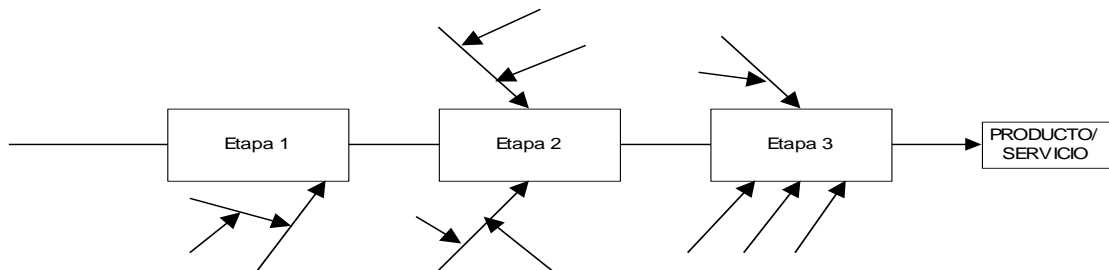 Etapa 1
Etapa 2
Etapa 3
PRODUCTO/
SERVICIO